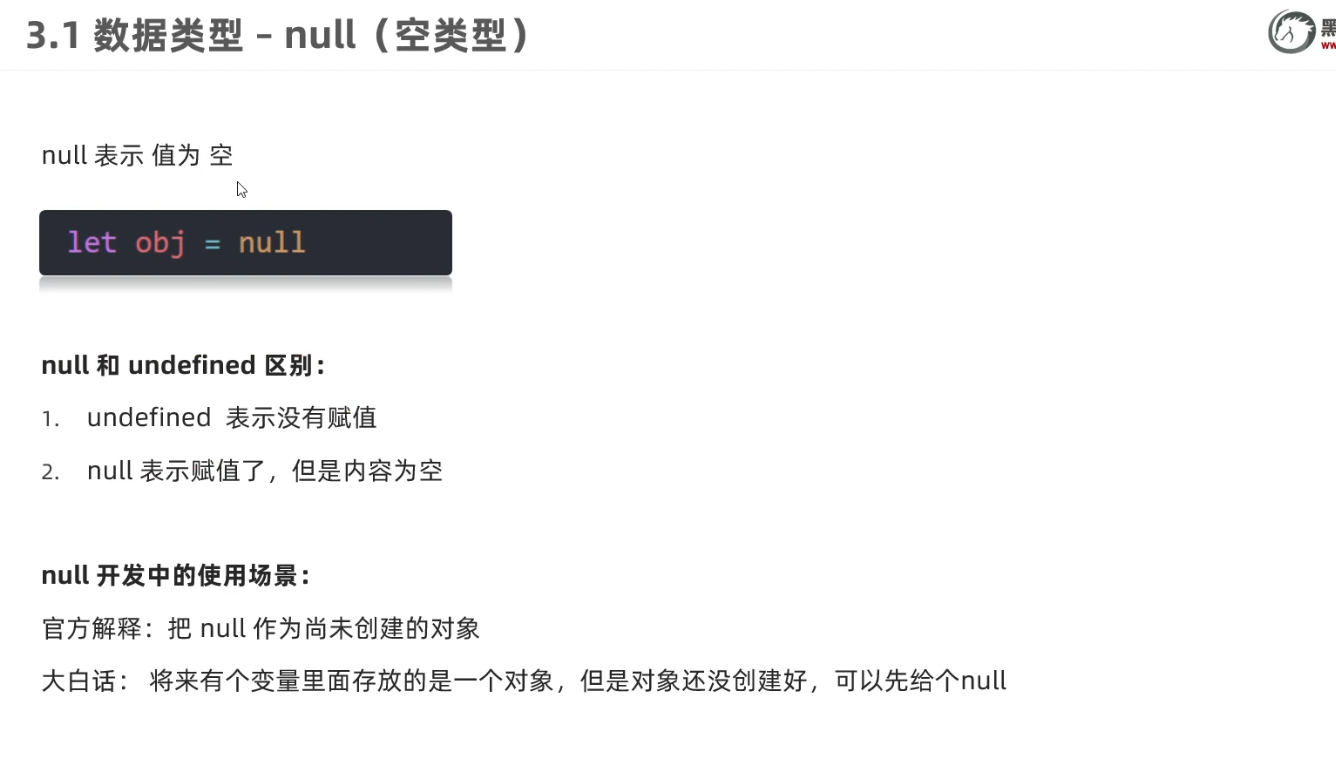 3.1 数据类型 – null（空类型）
黑
ww
null 表示 值为 空
let obj = null
null 和 undefined 区别：
1. undefined 表示没有赋值
2. null 表示赋值了，但是内容为空
null 开发中的使用场景：
官方解释：把 null 作为尚未创建的对象
大白话： 将来有个变量里面存放的是一个对象，但是对象还没创建好，可以先给个null